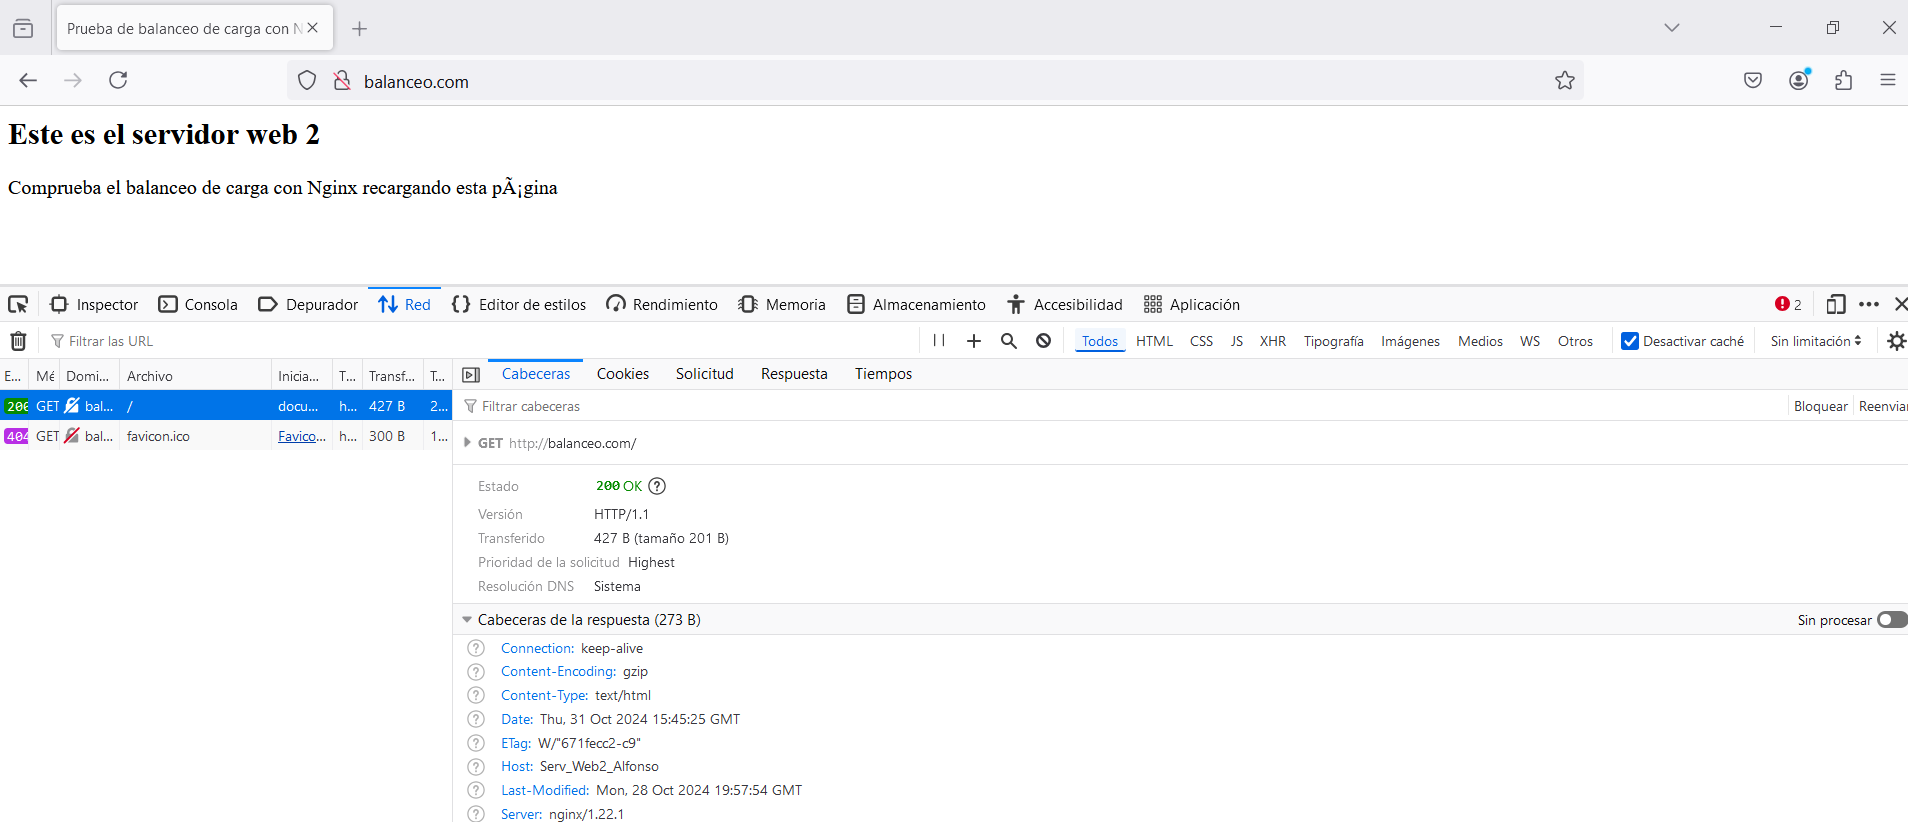 Prueba de balanceo de carga con N
balanceo.com
Este es el servidor web 2
Comprueba el balanceo de carga con Nginx recargando esta pÃ¡gina
Inspector Consola Depurador Red Editor de estilos Rendimiento Memoria Almacenamiento Accesibilidad Aplicación 2
Filtrar las URL Todos HTML CSS JS XHR Tipografía Imágenes Medios WS Otros Desactivar caché Sin limitación
E... Mé Domi... Archivo Inicia... T... Transf... T... Cabeceras Cookies Solicitud Respuesta Tiempos
200 GET bal... / docu... h... 427 B 2... Filtrar cabeceras Bloquear Reenviar
404 GET bal... favicon.ico Favico... h... 300 B 1... GET http://balanceo.com/
Estado 200 OK
Versión HTTP/1.1
Transferido 427 B (tamaño 201 B)
Prioridad de la solicitud Highest
Resolución DNS Sistema
Cabeceras de la respuesta (273 B) Sin procesar
Connection: keep-alive
Content-Encoding: gzip
Content-Type: text/html
Date: Thu, 31 Oct 2024 15:45:25 GMT
ETag: W/"671fecc2-c9"
Host: Serv_Web2_Alfonso
Last-Modified: Mon, 28 Oct 2024 19:57:54 GMT
Server: nginx/1.22.1